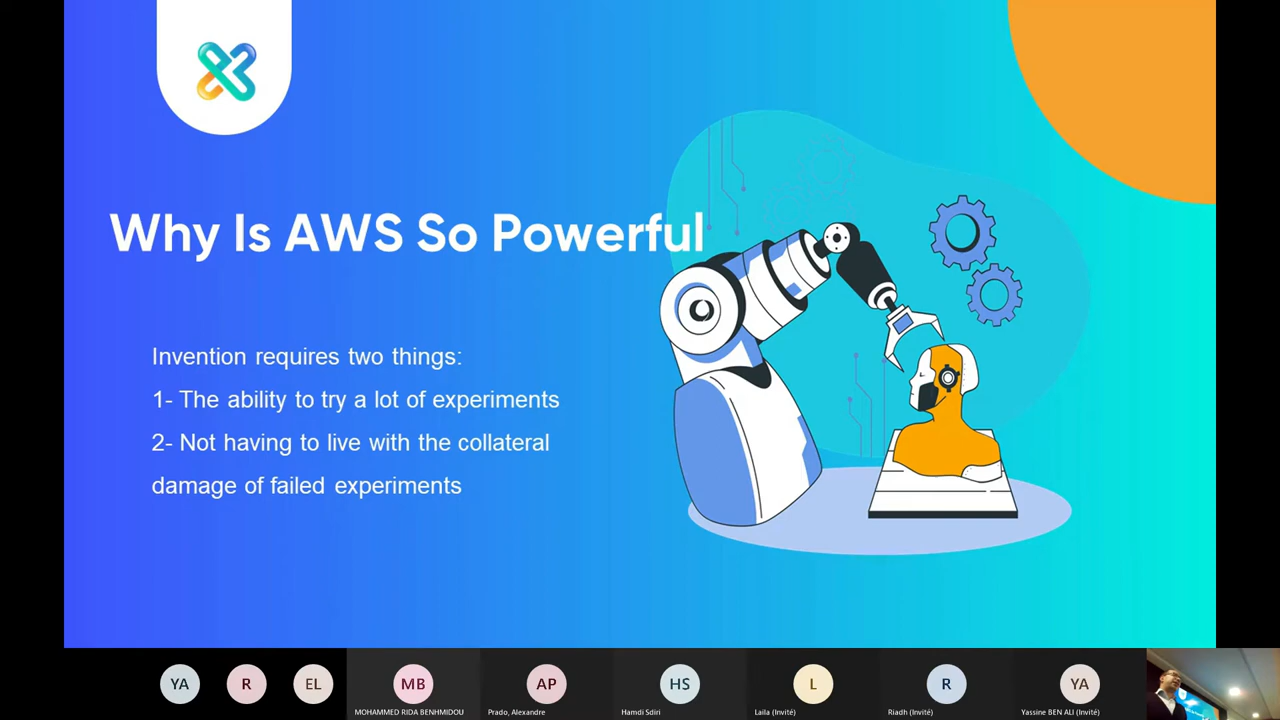 Why Is AWS So Powerful
Invention requires two things:
1- The ability to try a lot of experiments
2- Not having to live with the collateral
damage of failed experiments
YA
R
EL
MB
AP
HS
L
R
YA
MOHAMMED RIDA BENHMIDOU
Prado, Alexandre
Hamdi Sdiri
Laila (Invité)
Riadh (Invité)
Yassine BEN ALI (Invité)